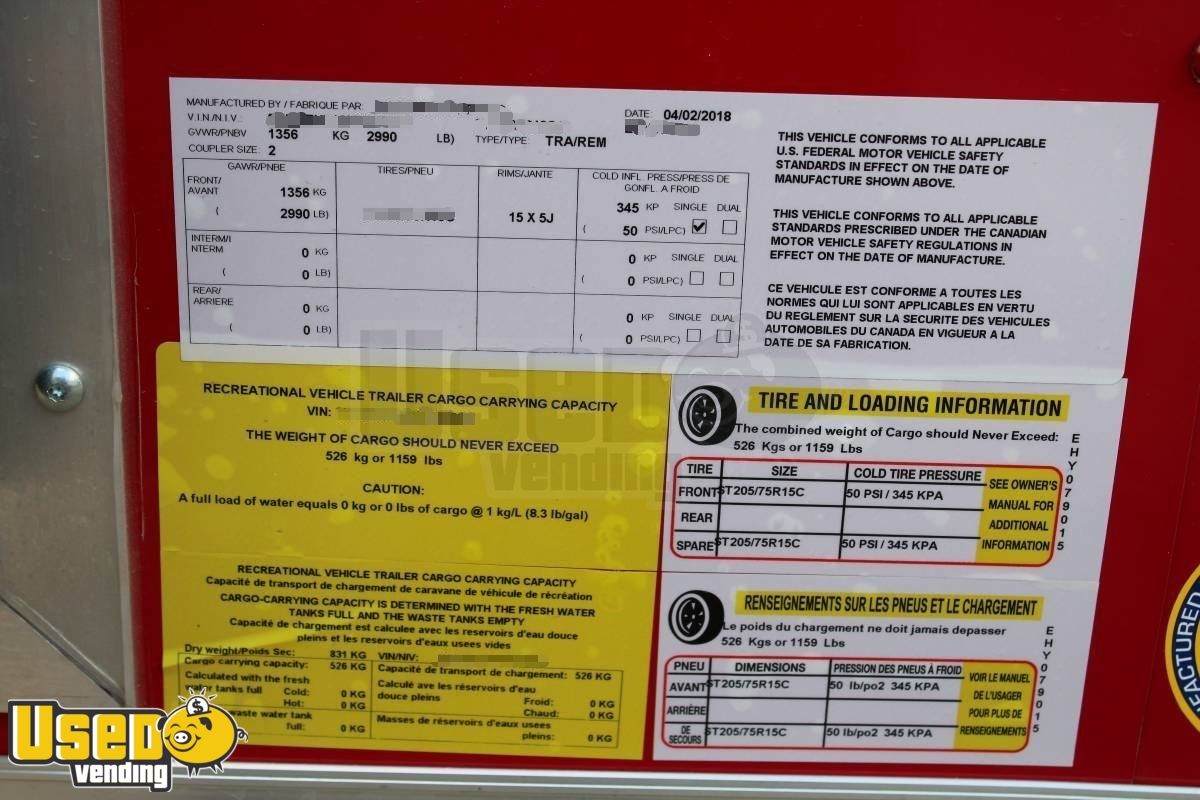 MANUFACTURED BY / FABRIQUE PAR:
V.I.N./N.I.V.:
DATE: 04/02/2018
GVWR/PNBV 1356 KG 2990 LB) TYPE/TYPE: TRA/REM
COUPLER SIZE: 2
GAWR/PNBE TIRES/PNEU RIMS/JANTE COLD INFL. PRESS/PRESS DE
GONFL. A FROID
FRONT/
AVANT 1356 KG 345 KP SINGLE DUAL
( 2990 LB) 15 X 5J ( 50 PSI/LPC)
INTERM/I
NTERM 0 KG 0 KP SINGLE DUAL
( 0 LB) ( 0 PSI/LPC)
REAR/
ARRIERE 0 KG 0 KP SINGLE DUAL
( 0 LB) ( 0 PSI/LPC)
THIS VEHICLE CONFORMS TO ALL APPLICABLE
U.S. FEDERAL MOTOR VEHICLE SAFETY
STANDARDS IN EFFECT ON THE DATE OF
MANUFACTURE SHOWN ABOVE.
THIS VEHICLE CONFORMS TO ALL APPLICABLE
STANDARDS PRESCRIBED UNDER THE CANADIAN
MOTOR VEHICLE SAFETY REGULATIONS IN
EFFECT ON THE DATE OF MANUFACTURE.
CE VEHICULE EST CONFORME A TOUTES LES
NORMES QUI LUI SONT APPLICABLES EN VERTU
DU REGLEMENT SUR LA SECURITE DES VEHICULES
AUTOMOBILES DU CANADA EN VIGUEUR A LA
DATE DE SA FABRICATION.
RECREATIONAL VEHICLE TRAILER CARGO CARRYING CAPACITY
VIN:
THE WEIGHT OF CARGO SHOULD NEVER EXCEED
526 kg or 1159 lbs
CAUTION:
A full load of water equals 0 kg or 0 lbs of cargo @ 1 kg/L (8.3 lb/gal)
RECREATIONAL VEHICLE TRAILER CARGO CARRYING CAPACITY
Capacité de transport de chargement de caravane de véhicule de récréation
CARGO-CARRYING CAPACITY IS DETERMINED WITH THE FRESH WATER
TANKS FULL AND THE WASTE TANKS EMPTY
Capacité de chargement est calculee avec les reservoirs d'eau douce
pleins et les reservoirs d'eaux usees vides
Dry weight/Poids Sec: 831 KG VIN/NIV:
Cargo carrying capacity: 526 KG Capacité de transport de chargement: 526 KG
Calculated with the fresh Calculé ave les réservoirs d'eau
tanks full Cold: 0 KG douce pleins Froid: 0 KG
Hot: 0 KG Chaud: 0 KG
waste water tank Masses de réservoirs d'eaux usees
full: 0 KG pleins: 0 KG
TIRE AND LOADING INFORMATION
The combined weight of Cargo should Never Exceed:
526 Kgs or 1159 Lbs
TIRE SIZE COLD TIRE PRESSURE
FRONT ST205/75R15C 50 PSI / 345 KPA
REAR
SPARE ST205/75R15C 50 PSI / 345 KPA
SEE OWNER'S
MANUAL FOR
ADDITIONAL
INFORMATION
EHY079015
RENSEIGNEMENTS SUR LES PNEUS ET LE CHARGEMENT
Le poids du chargement ne doit jamais depasser
526 Kgs or 1159 Lbs
PNEU DIMENSIONS PRESSION DES PNEUS À FROID
AVANT ST205/75R15C 50 lb/po2 345 KPA
ARRIÈRE
DE
SECOURS ST205/75R15C 50 lb/po2 345 KPA
VOIR LE MANUEL
DE L'USAGER
POUR PLUS DE
RENSEIGNEMENTS
EHY079015
USED
vending
USED
vending